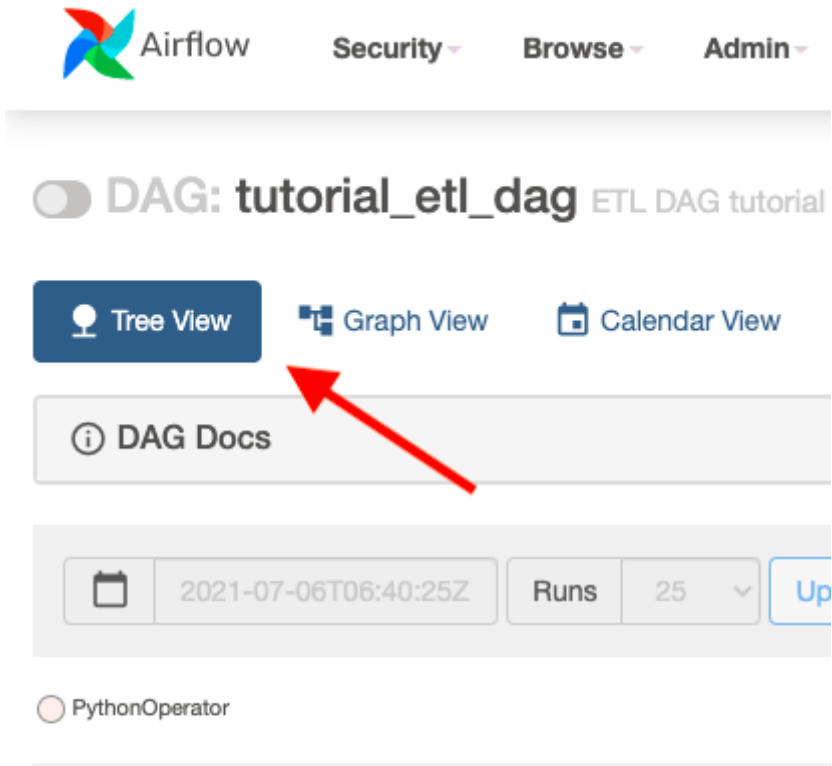 Airflow Security Browse Admin
DAG: tutorial_etl_dag ETL DAG tutorial
Tree View Graph View Calendar View
DAG Docs
2021-07-06T06:40:25Z Runs 25 Up
PythonOperator